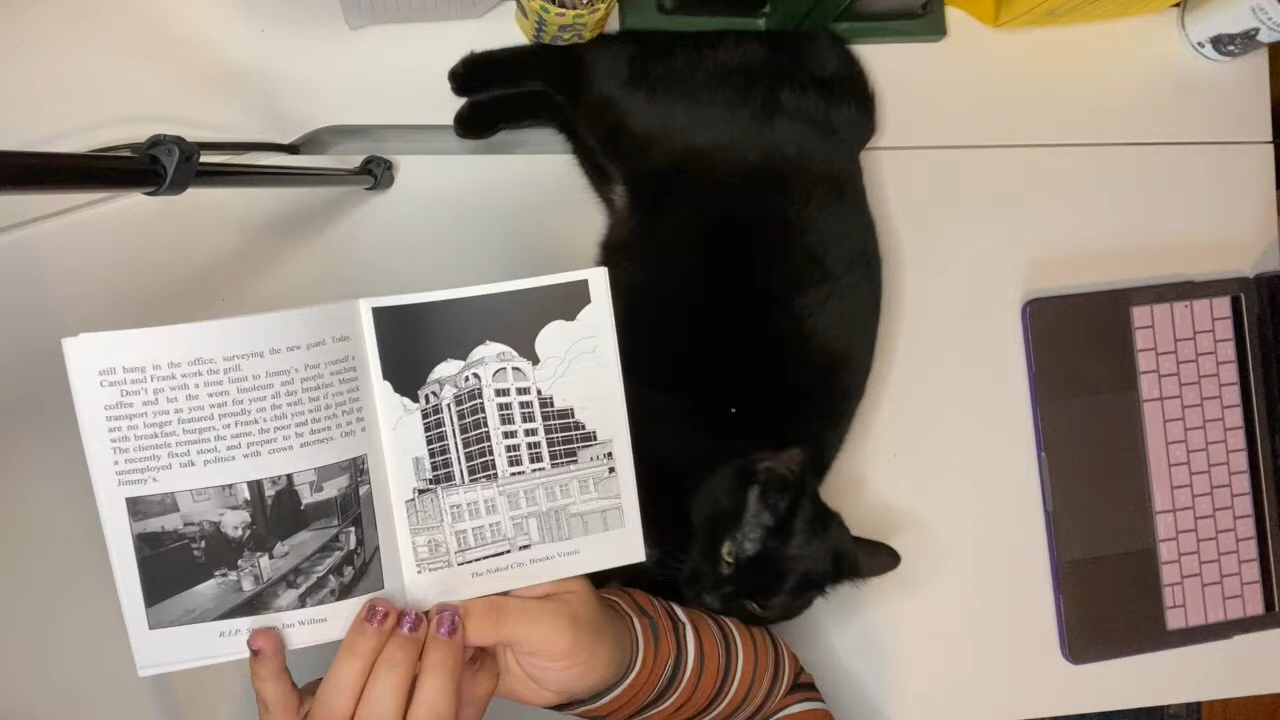 still hang in the office, surveying the new guard. Today,
Carol and Frank work the grill.
Don't go with a time limit to Jimmy's. Pour yourself a
coffee and let the worn linoleum and people watching
transport you as you wait for your all day breakfast. Menus
are no longer featured proudly on the wall, but if you stick
with breakfast, burgers, or Frank's chili you will do just fine.
The clientele remains the same, the poor and the rich. Pull up
a recently fixed stool, and prepare to be drawn in as the
unemployed talk politics with crown attorneys. Only at
Jimmy's.
R.I.P. Ian Willms
The Naked City, Branko Vranic